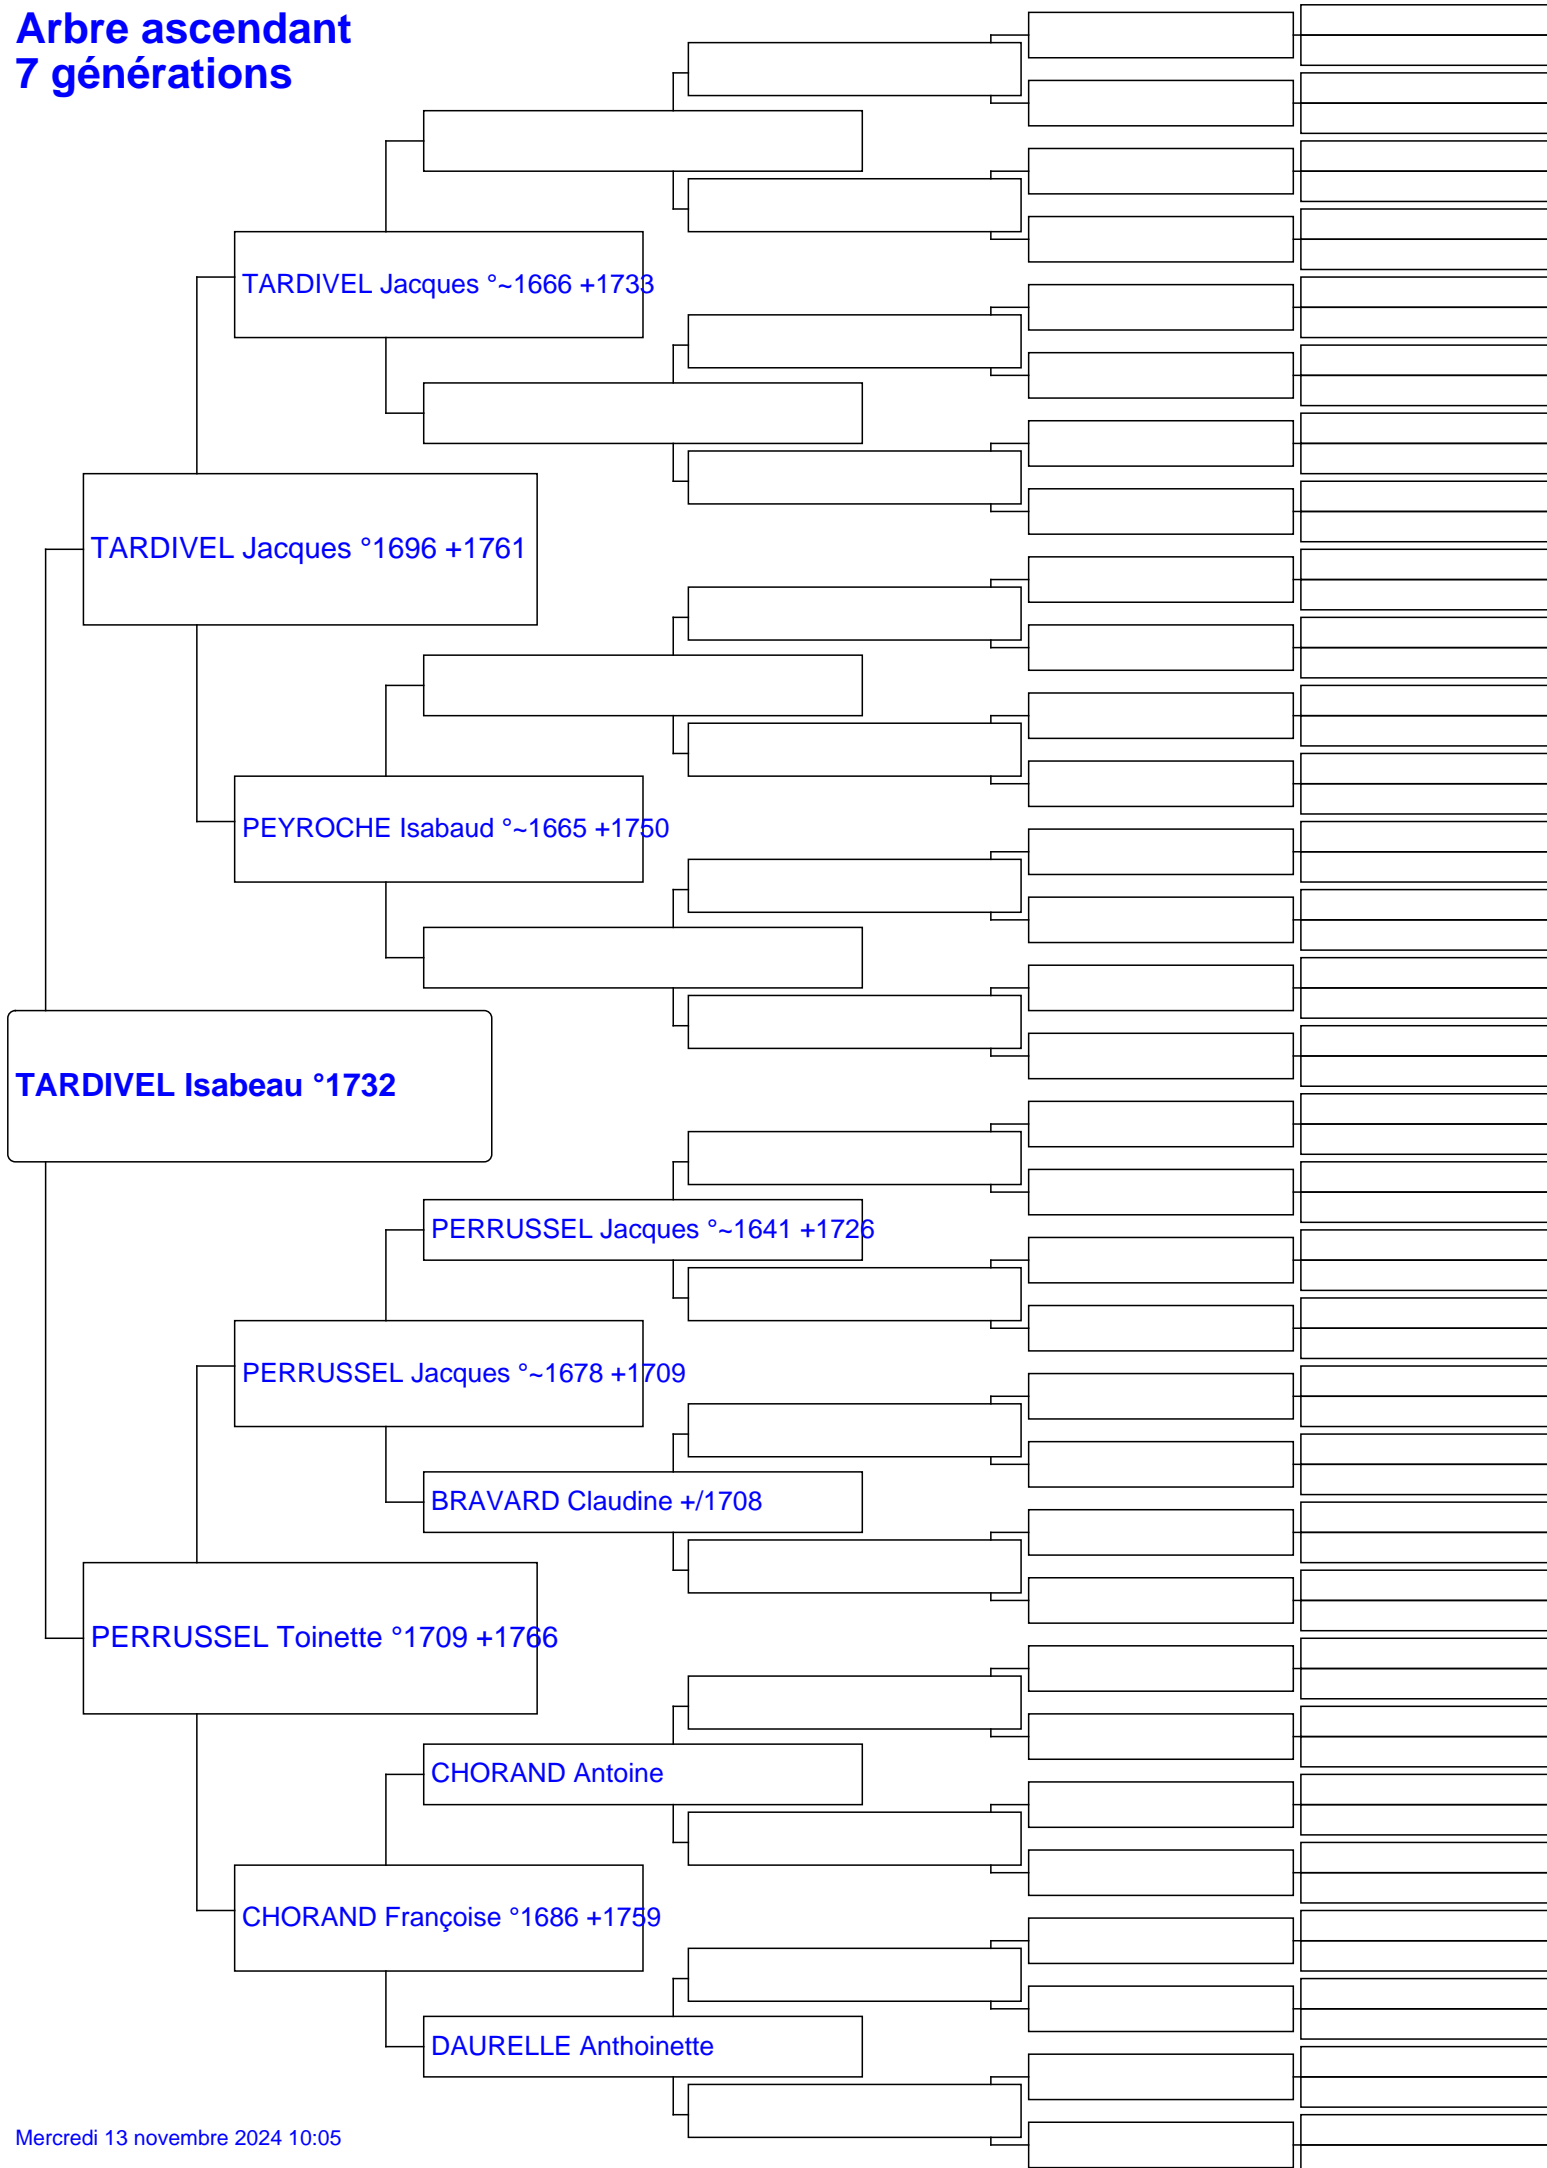 Arbre ascendant
7 générations
TARDIVEL Jacques °~1666 +1733
TARDIVEL Jacques °1696 +1761
PEYROCHE Isabaud °~1665 +1750
TARDIVEL Isabeau °1732
PERRUSSEL Jacques °~1641 +1726
PERRUSSEL Jacques °~1678 +1709
BRAVARD Claudine +/1708
PERRUSSEL Toinette °1709 +1766
CHORAND Antoine
CHORAND Françoise °1686 +1759
DAURELLE Anthoinette
Mercredi 13 novembre 2024 10:05